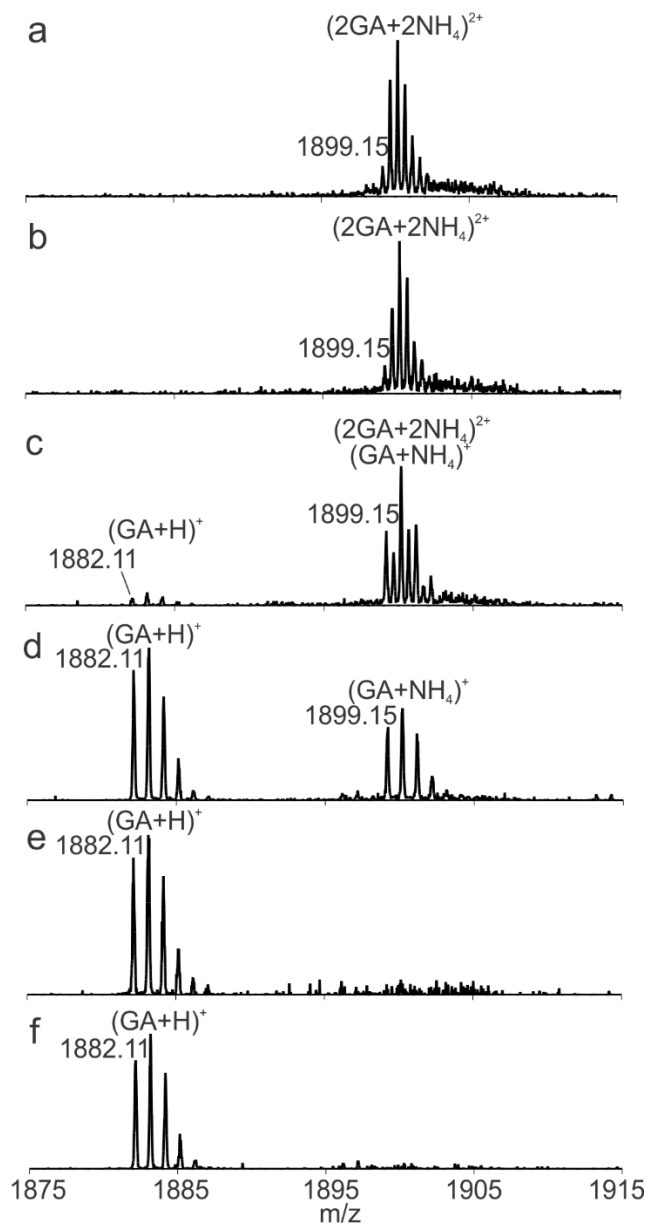 a
(2GA+2NH₄)²⁺
1899.15
b
(2GA+2NH₄)²⁺
1899.15
c
(2GA+2NH₄)²⁺
(GA+NH₄)⁺
1899.15
(GA+H)⁺
1882.11
d
(GA+H)⁺
1882.11
(GA+NH₄)⁺
1899.15
e
(GA+H)⁺
1882.11
f
(GA+H)⁺
1882.11
1875 1885 1895 1905 1915
m/z